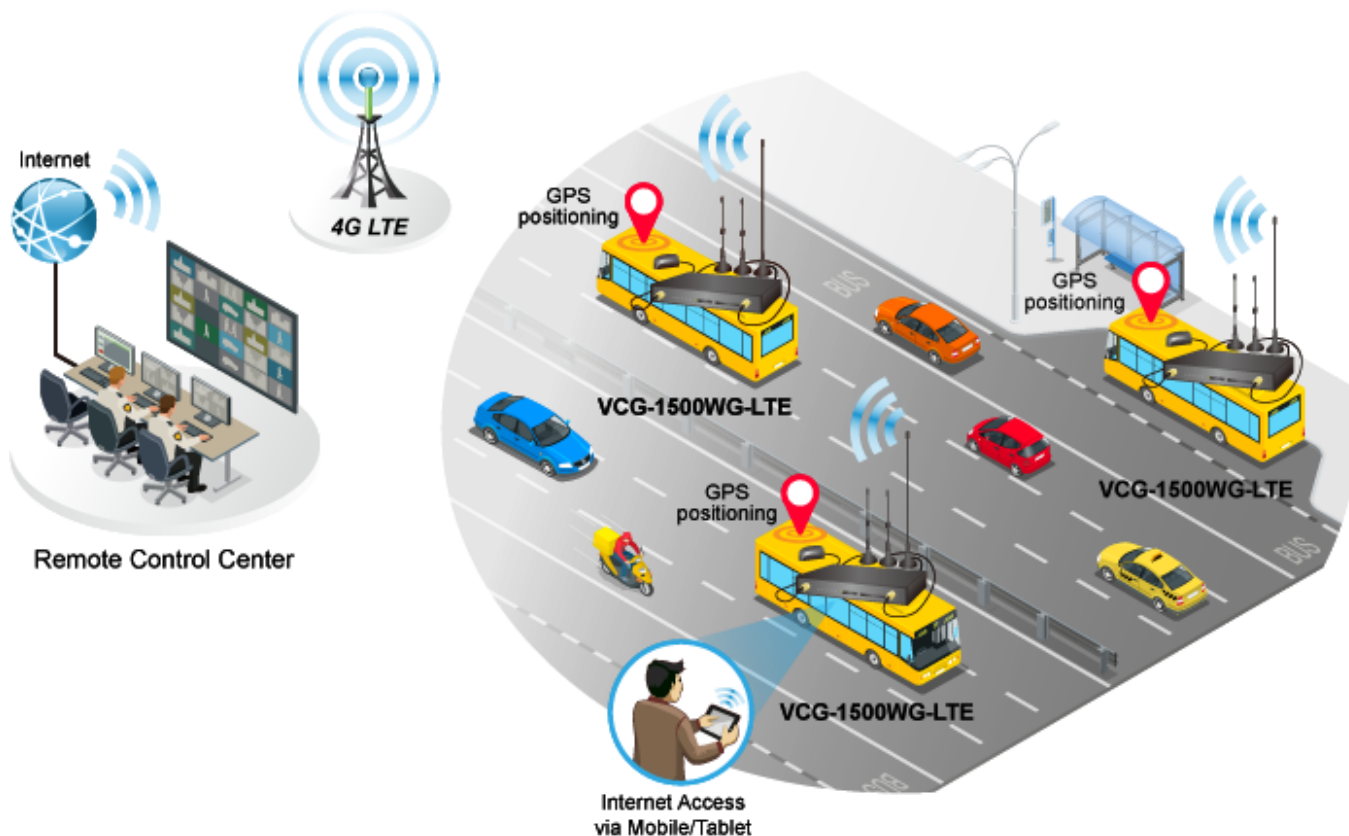 Internet
4G LTE
Remote Control Center
GPS
positioning
VCG-1500WG-LTE
BUS
GPS
positioning
VCG-1500WG-LTE
BUS
GPS
positioning
VCG-1500WG-LTE
BUS
Internet Access
via Mobile/Tablet